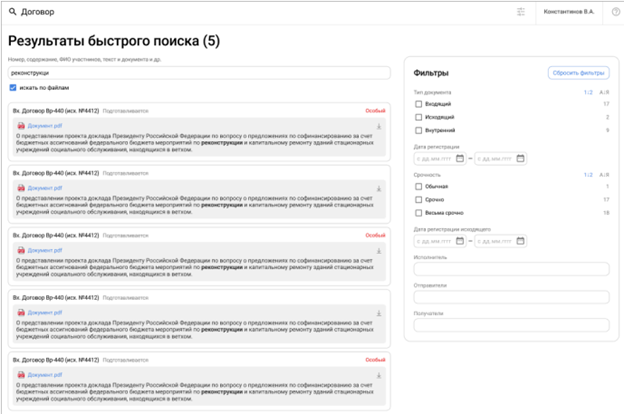 Договор
Константинов В.А.
Результаты быстрого поиска (5)
Номер, содержание, ФИО участников, текст и документа к др.
реконструкци
искать по файлам
Вх. Договор Вр-440 (исх. №4412) Подготавливается Особый
Документ.pdf
О представлении проекта доклада Президенту Российской Федерации по вопросу о предложениях по софинансированию за счет
бюджетных ассигнований федерального бюджета мероприятий по реконструкции и капитальному ремонту зданий стационарных
учреждений социального обслуживания, находящихся в ветхом.
Вх. Договор Вр-440 (исх. №4412) Подготавливается
Документ.pdf
О представлении проекта доклада Президенту Российской Федерации по вопросу о предложениях по софинансированию за счет
бюджетных ассигнований федерального бюджета мероприятий по реконструкции и капитальному ремонту зданий стационарных
учреждений социального обслуживания, находящихся в ветхом.
Вх. Договор Вр-440 (исх. №4412) Подготавливается Особый
Документ.pdf
О представлении проекта доклада Президенту Российской Федерации по вопросу о предложениях по софинансированию за счет
бюджетных ассигнований федерального бюджета мероприятий по реконструкции и капитальному ремонту зданий стационарных
учреждений социального обслуживания, находящихся в ветхом.
Вх. Договор Вр-440 (исх. №4412) Подготавливается
Документ.pdf
О представлении проекта доклада Президенту Российской Федерации по вопросу о предложениях по софинансированию за счет
бюджетных ассигнований федерального бюджета мероприятий по реконструкции и капитальному ремонту зданий стационарных
учреждений социального обслуживания, находящихся в ветхом.
Вх. Договор Вр-440 (исх. №4412) Подготавливается Особый
Документ.pdf
О представлении проекта доклада Президенту Российской Федерации по вопросу о предложениях по софинансированию за счет
бюджетных ассигнований федерального бюджета мероприятий по реконструкции и капитальному ремонту зданий стационарных
учреждений социального обслуживания, находящихся в ветхом.
Фильтры Сбросить фильтры
Тип документа 1↓2 А↓Я
Входящий 17
Исходящий 2
Внутренний 6
Дата регистрации
с дд.мм.гггг – с дд.мм.гггг
Срочность 1↓2 А↓Я
Обычная 1
Срочно 17
Весьма срочно 18
Дата регистрации исходящего
с дд.мм.гггг – с дд.мм.гггг
Исполнитель
Отправители
Получатели